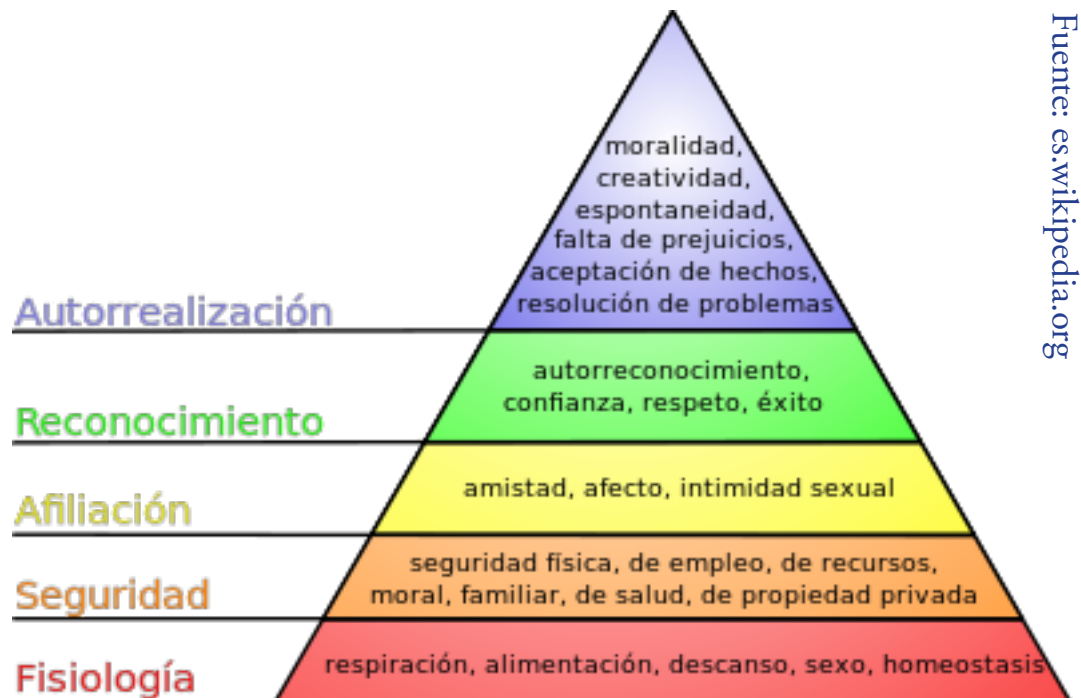 moralidad,
creatividad,
espontaneidad,
falta de prejuicios,
aceptación de hechos,
resolución de problemas
Autorrealización
autorreconocimiento,
confianza, respeto, éxito
Reconocimiento
amistad, afecto, intimidad sexual
Afiliación
seguridad física, de empleo, de recursos,
moral, familiar, de salud, de propiedad privada
Seguridad
respiración, alimentación, descanso, sexo, homeostasis
Fisiología
Fuente: es.wikipedia.org